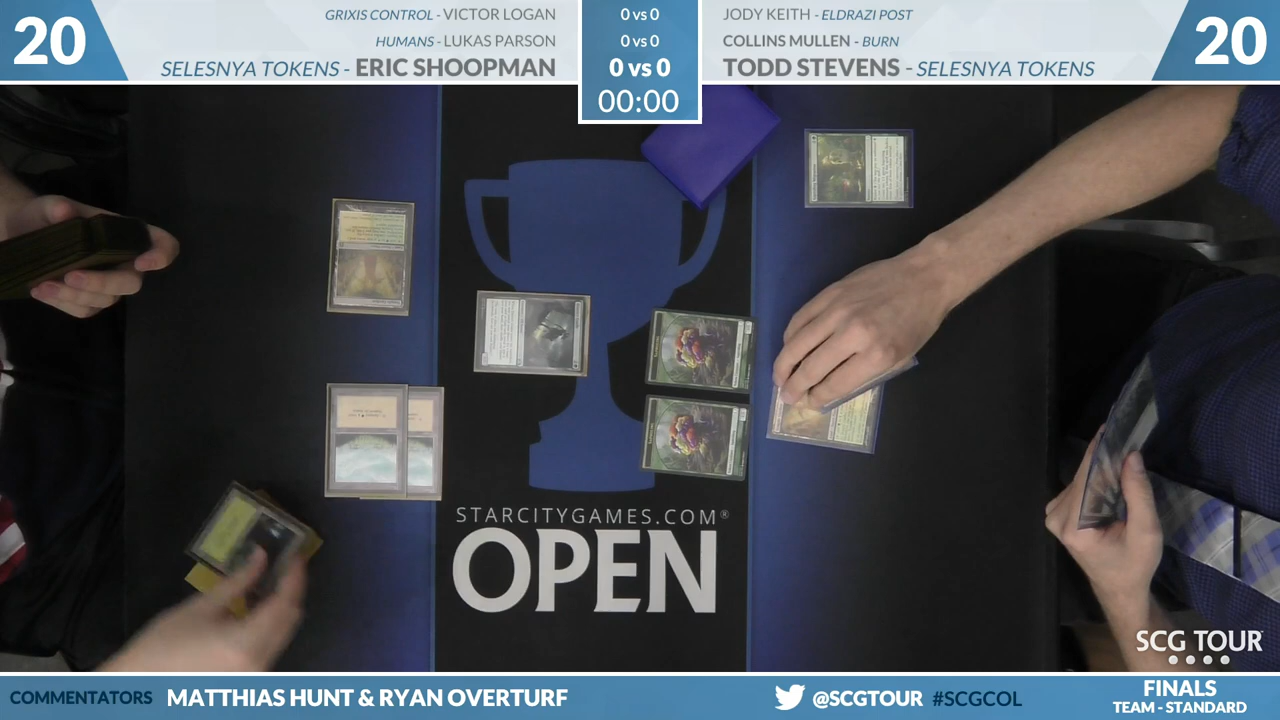 20
GRIXIS CONTROL - VICTOR LOGAN
HUMANS - LUKAS PARSON
SELESNYA TOKENS - ERIC SHOOPMAN
0 vs 0
0 vs 0
0 vs 0
00:00
JODY KEITH - ELDRAZI POST
COLLINS MULLEN - BURN
TODD STEVENS - SELESNYA TOKENS
20
STARCITYGAMES.COM®
OPEN
SCG TOUR
COMMENTATORS MATTHIAS HUNT & RYAN OVERTURF
@SCGTOUR #SCGCOL
FINALS
TEAM - STANDARD